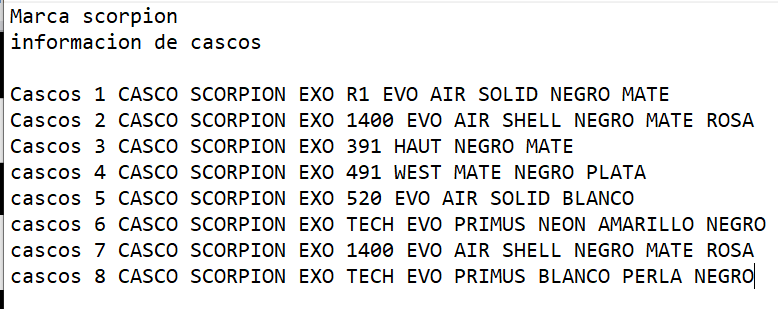 Marca scorpion
informacion de cascos
Cascos 1 CASCO SCORPION EXO R1 EVO AIR SOLID NEGRO MATE
Cascos 2 CASCO SCORPION EXO 1400 EVO AIR SHELL NEGRO MATE ROSA
Cascos 3 CASCO SCORPION EXO 391 HAUT NEGRO MATE
cascos 4 CASCO SCORPION EXO 491 WEST MATE NEGRO PLATA
cascos 5 CASCO SCORPION EXO 520 EVO AIR SOLID BLANCO
cascos 6 CASCO SCORPION EXO TECH EVO PRIMUS NEON AMARILLO NEGRO
cascos 7 CASCO SCORPION EXO 1400 EVO AIR SHELL NEGRO MATE ROSA
cascos 8 CASCO SCORPION EXO TECH EVO PRIMUS BLANCO PERLA NEGRO